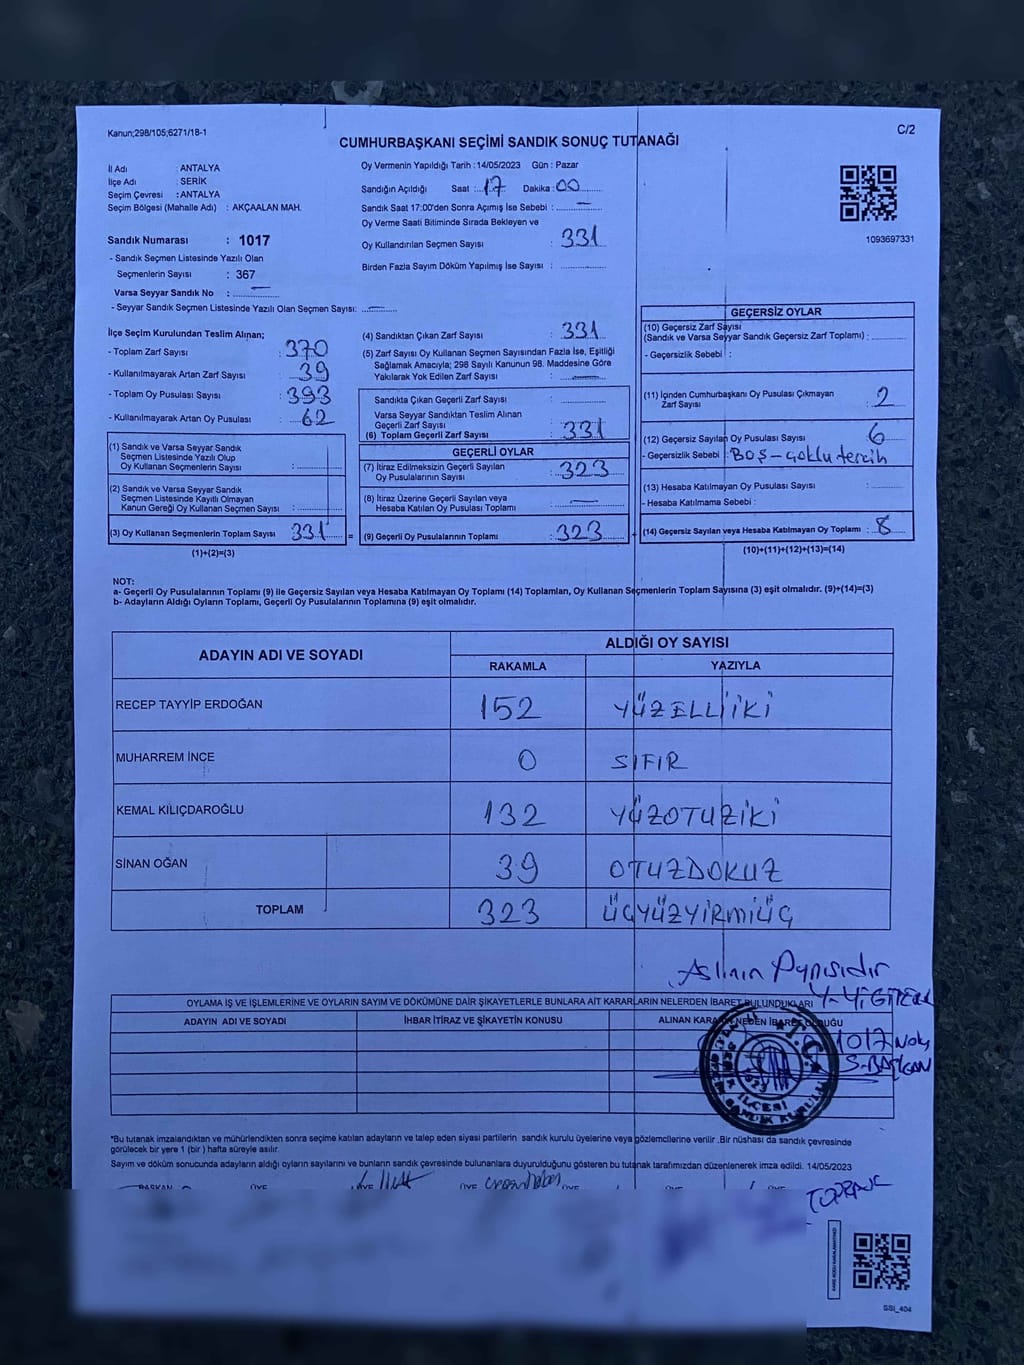 Kanun;298/105;6271/18-1
C/2
CUMHURBAŞKANI SEÇİMİ SANDIK SONUÇ TUTANAĞI
İl Adı : ANTALYA
İlçe Adı : SERİK
Seçim Çevresi : ANTALYA
Seçim Bölgesi (Mahalle Adı) : AKÇAALAN MAH.
Oy Vermenin Yapıldığı Tarih : 14/05/2023 Gün : Pazar
Sandığın Açıldığı Saat : 17 Dakika : 00
Sandık Saat 17:00'den Sonra Açımış İse Sebebi : —
Oy Verme Saati Bitiminde Sırada Bekleyen ve
Oy Kullandırılan Seçmen Sayısı : 331
Birden Fazla Sayım Döküm Yapılmış İse Sayısı :
1093697331
Sandık Numarası : 1017
- Sandık Seçmen Listesinde Yazılı Olan
Seçmenlerin Sayısı : 367
Varsa Seyyar Sandık No : —
- Seyyar Sandık Seçmen Listesinde Yazılı Olan Seçmen Sayısı: —
İlçe Seçim Kurulundan Teslim Alınan;
- Toplam Zarf Sayısı : 370
- Kullanılmayarak Artan Zarf Sayısı : 39
- Toplam Oy Pusulası Sayısı : 393
- Kullanılmayarak Artan Oy Pusulası : 62
(1) Sandık ve Varsa Seyyar Sandık
Seçmen Listesinde Yazılı Olup
Oy Kullanan Seçmenlerin Sayısı :
(2) Sandık ve Varsa Seyyar Sandık
Seçmen Listesinde Kayıtlı Olmayan
Kanun Gereği Oy Kullanan Seçmen Sayısı :
(3) Oy Kullanan Seçmenlerin Toplam Sayısı : 331
(1)+(2)=(3)
(4) Sandıktan Çıkan Zarf Sayısı : 331
(5) Zarf Sayısı Oy Kullanan Seçmen Sayısından Fazla İse, Eşitliği
Sağlamak Amacıyla; 298 Sayılı Kanunun 98. Maddesine Göre
Yakılarak Yok Edilen Zarf Sayısı : —
Sandıkta Çıkan Geçerli Zarf Sayısı :
Varsa Seyyar Sandıktan Teslim Alınan
Geçerli Zarf Sayısı :
(6) Toplam Geçerli Zarf Sayısı : 331
GEÇERLİ OYLAR
(7) İtiraz Edilmeksizin Geçerli Sayılan
Oy Pusulalarının Sayısı : 323
(8) İtiraz Üzerine Geçerli Sayılan veya
Hesaba Katılan Oy Pusulası Toplamı : —
(9) Geçerli Oy Pusulalarının Toplamı : 323
GEÇERSİZ OYLAR
(10) Geçersiz Zarf Sayısı
(Sandık ve Varsa Seyyar Sandık Geçersiz Zarf Toplamı) :
- Geçersizlik Sebebi :
(11) İçinden Cumhurbaşkanı Oy Pusulası Çıkmayan
Zarf Sayısı : 2
(12) Geçersiz Sayılan Oy Pusulası Sayısı : 6
- Geçersizlik Sebebi : BOŞ-çoklu tercih
(13) Hesaba Katılmayan Oy Pusulası Sayısı :
- Hesaba Katılmama Sebebi :
(14) Geçersiz Sayılan veya Hesaba Katılmayan Oy Toplamı : 8
(10)+(11)+(12)+(13)=(14)
NOT:
a- Geçerli Oy Pusulalarının Toplamı (9) ile Geçersiz Sayılan veya Hesaba Katılmayan Oy Toplamı (14) Toplamları, Oy Kullanan Seçmenlerin Toplam Sayısına (3) eşit olmalıdır. (9)+(14)=(3)
b- Adayların Aldığı Oyların Toplamı, Geçerli Oy Pusulalarının Toplamına (9) eşit olmalıdır.
ADAYIN ADI VE SOYADI
ALDIĞI OY SAYISI
RAKAMLA YAZIYLA
RECEP TAYYİP ERDOĞAN 152 YÜZELLİİKİ
MUHARREM İNCE 0 SIFIR
KEMAL KILIÇDAROĞLU 132 YÜZOTUZİKİ
SİNAN OĞAN 39 OTUZDOKUZ
TOPLAM 323 ÜÇYÜZYİRMİÜÇ
Aslının Aynısıdır
OYLAMA İŞ VE İŞLEMLERİNE VE OYLARIN SAYIM VE DÖKÜMÜNE DAİR ŞİKAYETLERLE BUNLARA AİT KARARLARIN NELERDEN İBARET BULUNDUKLARI
ADAYIN ADI VE SOYADI
İHBAR İTİRAZ VE ŞİKAYETİN KONUSU
ALINAN KARARIN NEDEN İBARET OLDUĞU
1017 Nolu
S.BAŞKAN
T.C.
*Bu tutanak imzalandıktan ve mühürlendikten sonra seçime katılan adayların ve talep eden siyasi partilerin sandık kurulu üyelerine veya gözlemcilerine verilir. Bir nüshası da sandık çevresinde
görülecek bir yere 1 (bir) hafta süreyle asılır.
Sayım ve döküm sonucunda adayların aldığı oyların sayılarını ve bunların sandık çevresinde bulunanlara duyurulduğunu gösteren bu tutanak tarafımızdan düzenlenerek imza edildi. 14/05/2023
BAŞKAN ÜYE ÜYE ÜYE ÜYE ÜYE ÜYE
TOPRAK
SSI_404